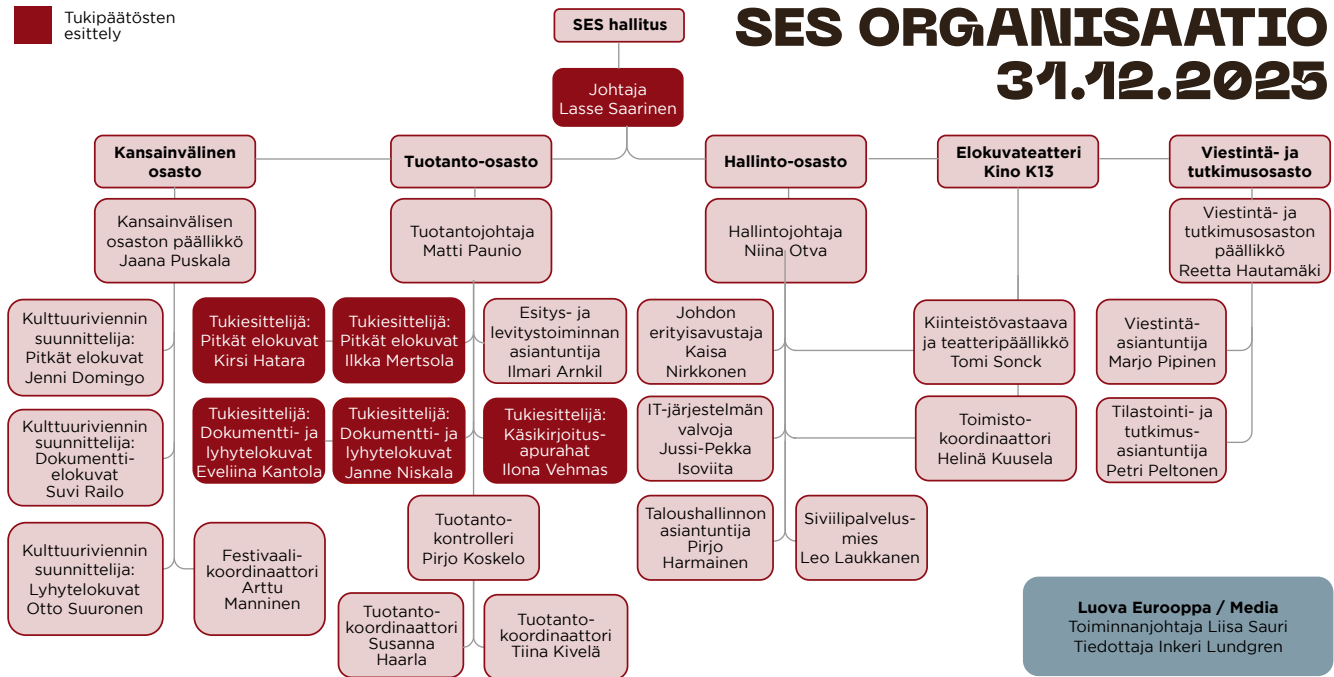 Tukipäätösten
esittely
SES hallitus
SES ORGANISAATIO
31.12.2025
Johtaja
Lasse Saarinen
Kansainvälinen
osasto
Tuotanto-osasto
Hallinto-osasto
Elokuvateatteri
Kino K13
Viestintä- ja
tutkimusosasto
Kansainvälisen
osaston päällikkö
Jaana Puskala
Tuotantojohtaja
Matti Paunio
Hallintojohtaja
Niina Otva
Viestintä- ja
tutkimusosaston
päällikkö
Reetta Hautamäki
Kulttuuriviennin
suunnittelija:
Pitkät elokuvat
Jenni Domingo
Tukiesittelijä:
Pitkät elokuvat
Kirsi Hatara
Tukiesittelijä:
Pitkät elokuvat
Ilkka Mertsola
Esitys- ja
levitystoiminnan
asiantuntija
Ilmari Arnkil
Johdon
erityisavustaja
Kaisa
Nirkkonen
Kiinteistövastaava
ja teatteripäällikkö
Tomi Sonck
Viestintä-
asiantuntija
Marjo Pipinen
Kulttuuriviennin
suunnittelija:
Dokumentti-
elokuvat
Suvi Railo
Tukiesittelijä:
Dokumentti- ja
lyhytelokuvat
Eveliina Kantola
Tukiesittelijä:
Dokumentti- ja
lyhytelokuvat
Janne Niskala
Tukiesittelijä:
Käsikirjoitus-
apurahat
Ilona Vehmas
IT-järjestelmän
valvoja
Jussi-Pekka
Isoviita
Toimisto-
koordinaattori
Helinä Kuusela
Tilastointi- ja
tutkimus-
asiantuntija
Petri Peltonen
Kulttuuriviennin
suunnittelija:
Lyhytelokuvat
Otto Suuronen
Festivaali-
koordinaattori
Arttu
Manninen
Tuotanto-
kontrolleri
Pirjo Koskelo
Taloushallinnon
asiantuntija
Pirjo
Harmainen
Siviilipalvelus-
mies
Leo Laukkanen
Tuotanto-
koordinaattori
Susanna
Haarla
Tuotanto-
koordinaattori
Tiina Kivelä
Luova Eurooppa / Media
Toiminnanjohtaja Liisa Sauri
Tiedottaja Inkeri Lundgren